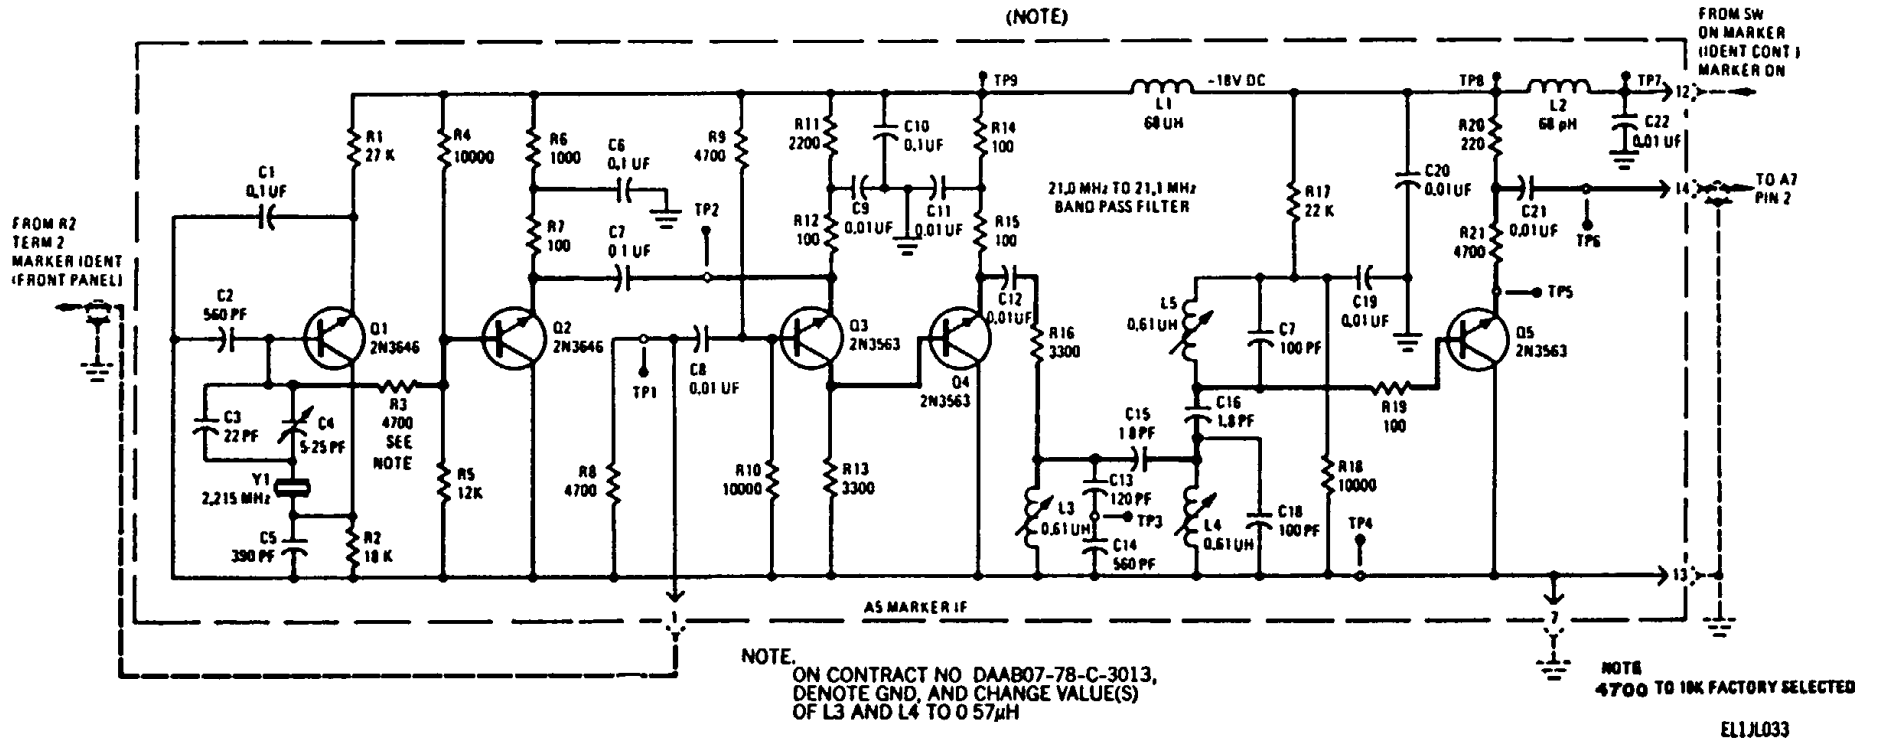 (NOTE)
FROM SW
ON MARKER
(IDENT CONT)
MARKER ON
TP9
-18V DC
L1
68 UH
TP8
L2
68 µH
TP7
12
C22
0,01 UF
R1
27 K
R4
10000
R6
1000
C6
0,1 UF
R9
4700
R11
2200
C10
0,1UF
R14
100
R20
220
C1
0,1 UF
21,0 MHz TO 21,1 MHz
BAND PASS FILTER
R17
22 K
C20
0.01UF
14
TO A7
PIN 2
FROM R2
TERM 2
MARKER IDENT
(FRONT PANEL)
R7
100
C7
0 1 UF
TP2
R12
100
C9
0,01UF
C11
0,01UF
R15
100
C21
0,01UF
TP6
R21
4700
C2
560 PF
Q1
2N3646
Q2
2N3646
TP1
C8
0,01 UF
Q3
2N3563
Q4
2N3563
C12
0,01UF
R16
3300
L5
0,61UH
C7
100 PF
C19
0,01UF
TP5
Q5
2N3563
C3
22 PF
C4
5-25 PF
R3
4700
SEE
NOTE
R19
100
C16
1,8 PF
C15
1 8 PF
Y1
2,215 MHz
R5
12K
R8
4700
R10
10000
R13
3300
L3
0,61UH
C13
120 PF
TP3
C14
560 PF
L4
0,61UH
C18
100 PF
R18
10000
TP4
C5
390 PF
R2
18 K
13
A5 MARKER IF
1
7
NOTE.
ON CONTRACT NO DAAB07-78-C-3013,
DENOTE GND, AND CHANGE VALUE(S)
OF L3 AND L4 TO 0 57µH
NOTE
4700 TO 18K FACTORY SELECTED
EL1JL033